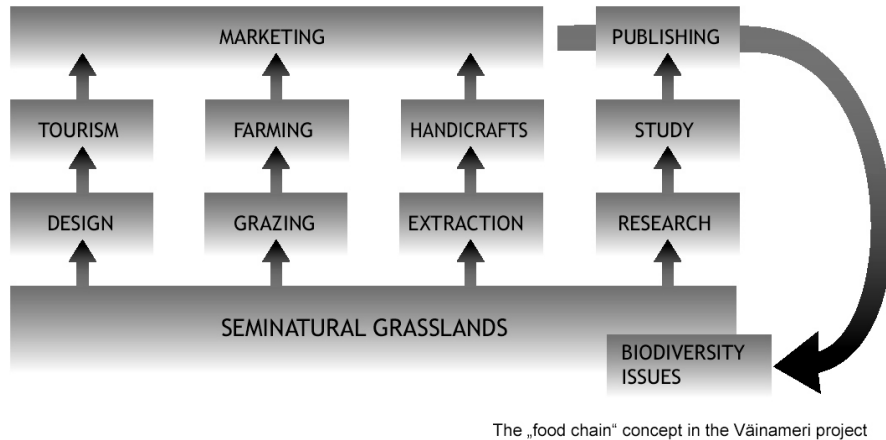 MARKETING
PUBLISHING
TOURISM
FARMING
HANDICRAFTS
STUDY
DESIGN
GRAZING
EXTRACTION
RESEARCH
SEMINATURAL GRASSLANDS
BIODIVERSITY
ISSUES
The „food chain“ concept in the Väinameri project